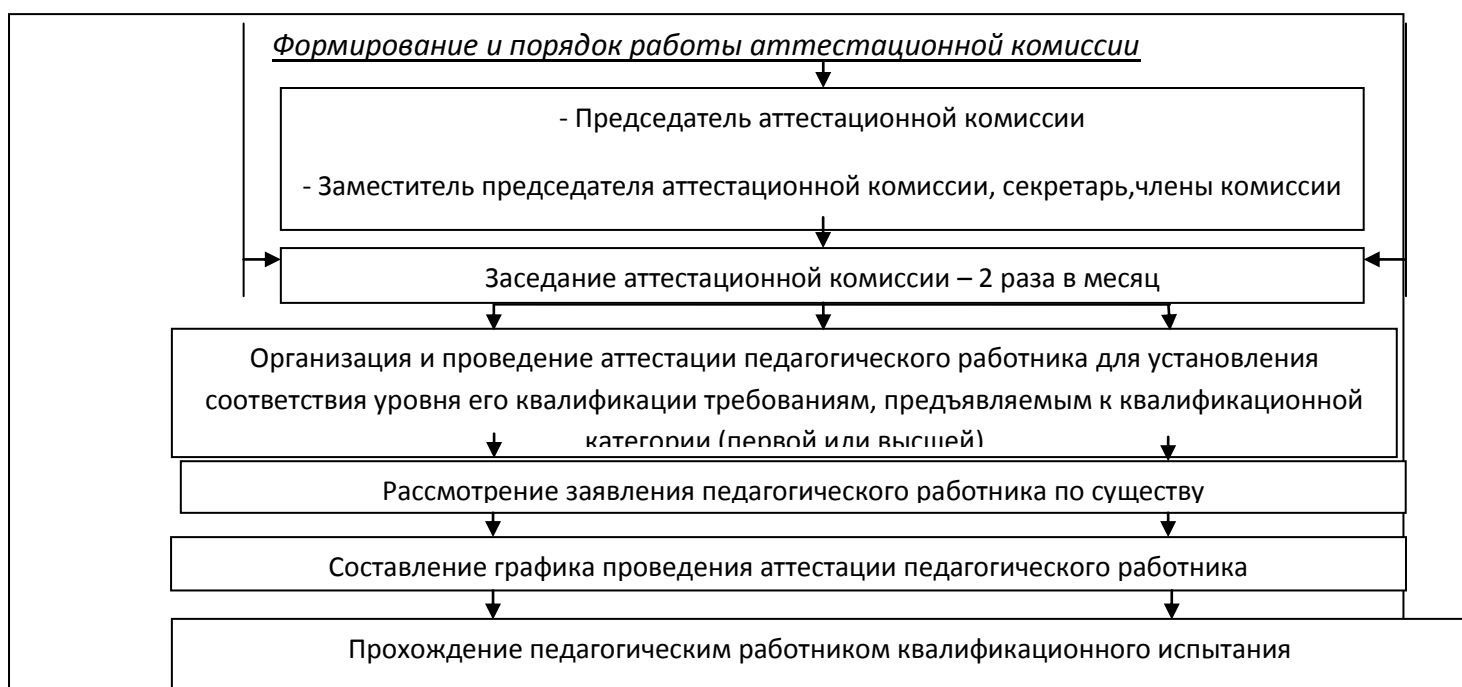 Формирование и порядок работы аттестационной комиссии
- Председатель аттестационной комиссии
- Заместитель председателя аттестационной комиссии, секретарь,члены комиссии
Заседание аттестационной комиссии – 2 раза в месяц
Организация и проведение аттестации педагогического работника для установления
соответствия уровня его квалификации требованиям, предъявляемым к квалификационной
категории (первой или высшей)
Рассмотрение заявления педагогического работника по существу
Составление графика проведения аттестации педагогического работника
Прохождение педагогическим работником квалификационного испытания